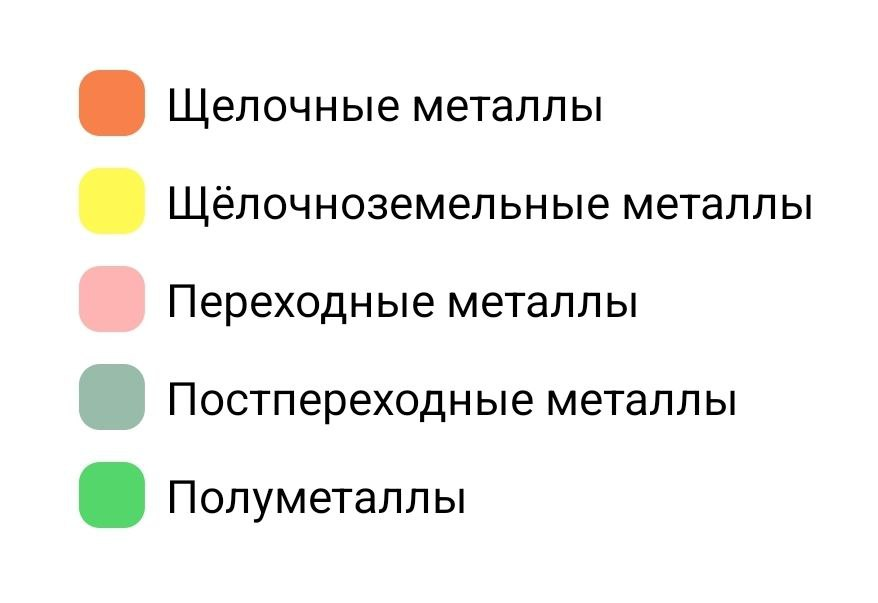 Щелочные металлы
Щёлочноземельные металлы
Переходные металлы
Постпереходные металлы
Полуметаллы